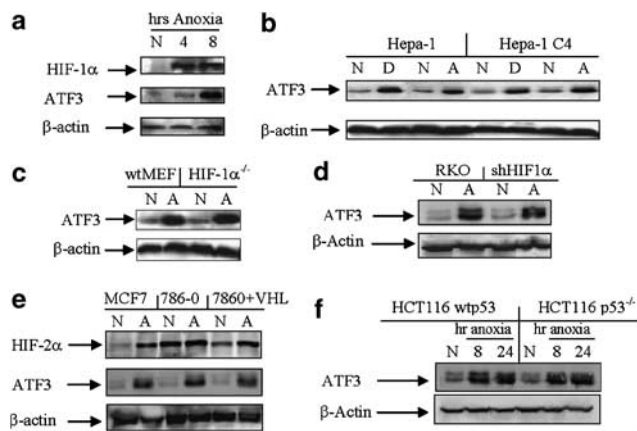 a
hrs Anoxia
N 4 8
HIF-1α
ATF3
β-actin
b
Hepa-1 Hepa-1 C4
N D N A N D N A
ATF3
β-actin
c
wtMEF HIF-1α-/-
N A N A
ATF3
β-actin
d
RKO shHIF1α
N A N A
ATF3
β-Actin
e
MCF7 786-0 7860+VHL
N A N A N A
HIF-2α
ATF3
β-actin
f
HCT116 wtp53 HCT116 p53-/-
hr anoxia hr anoxia
N 8 24 N 8 24
ATF3
β-Actin